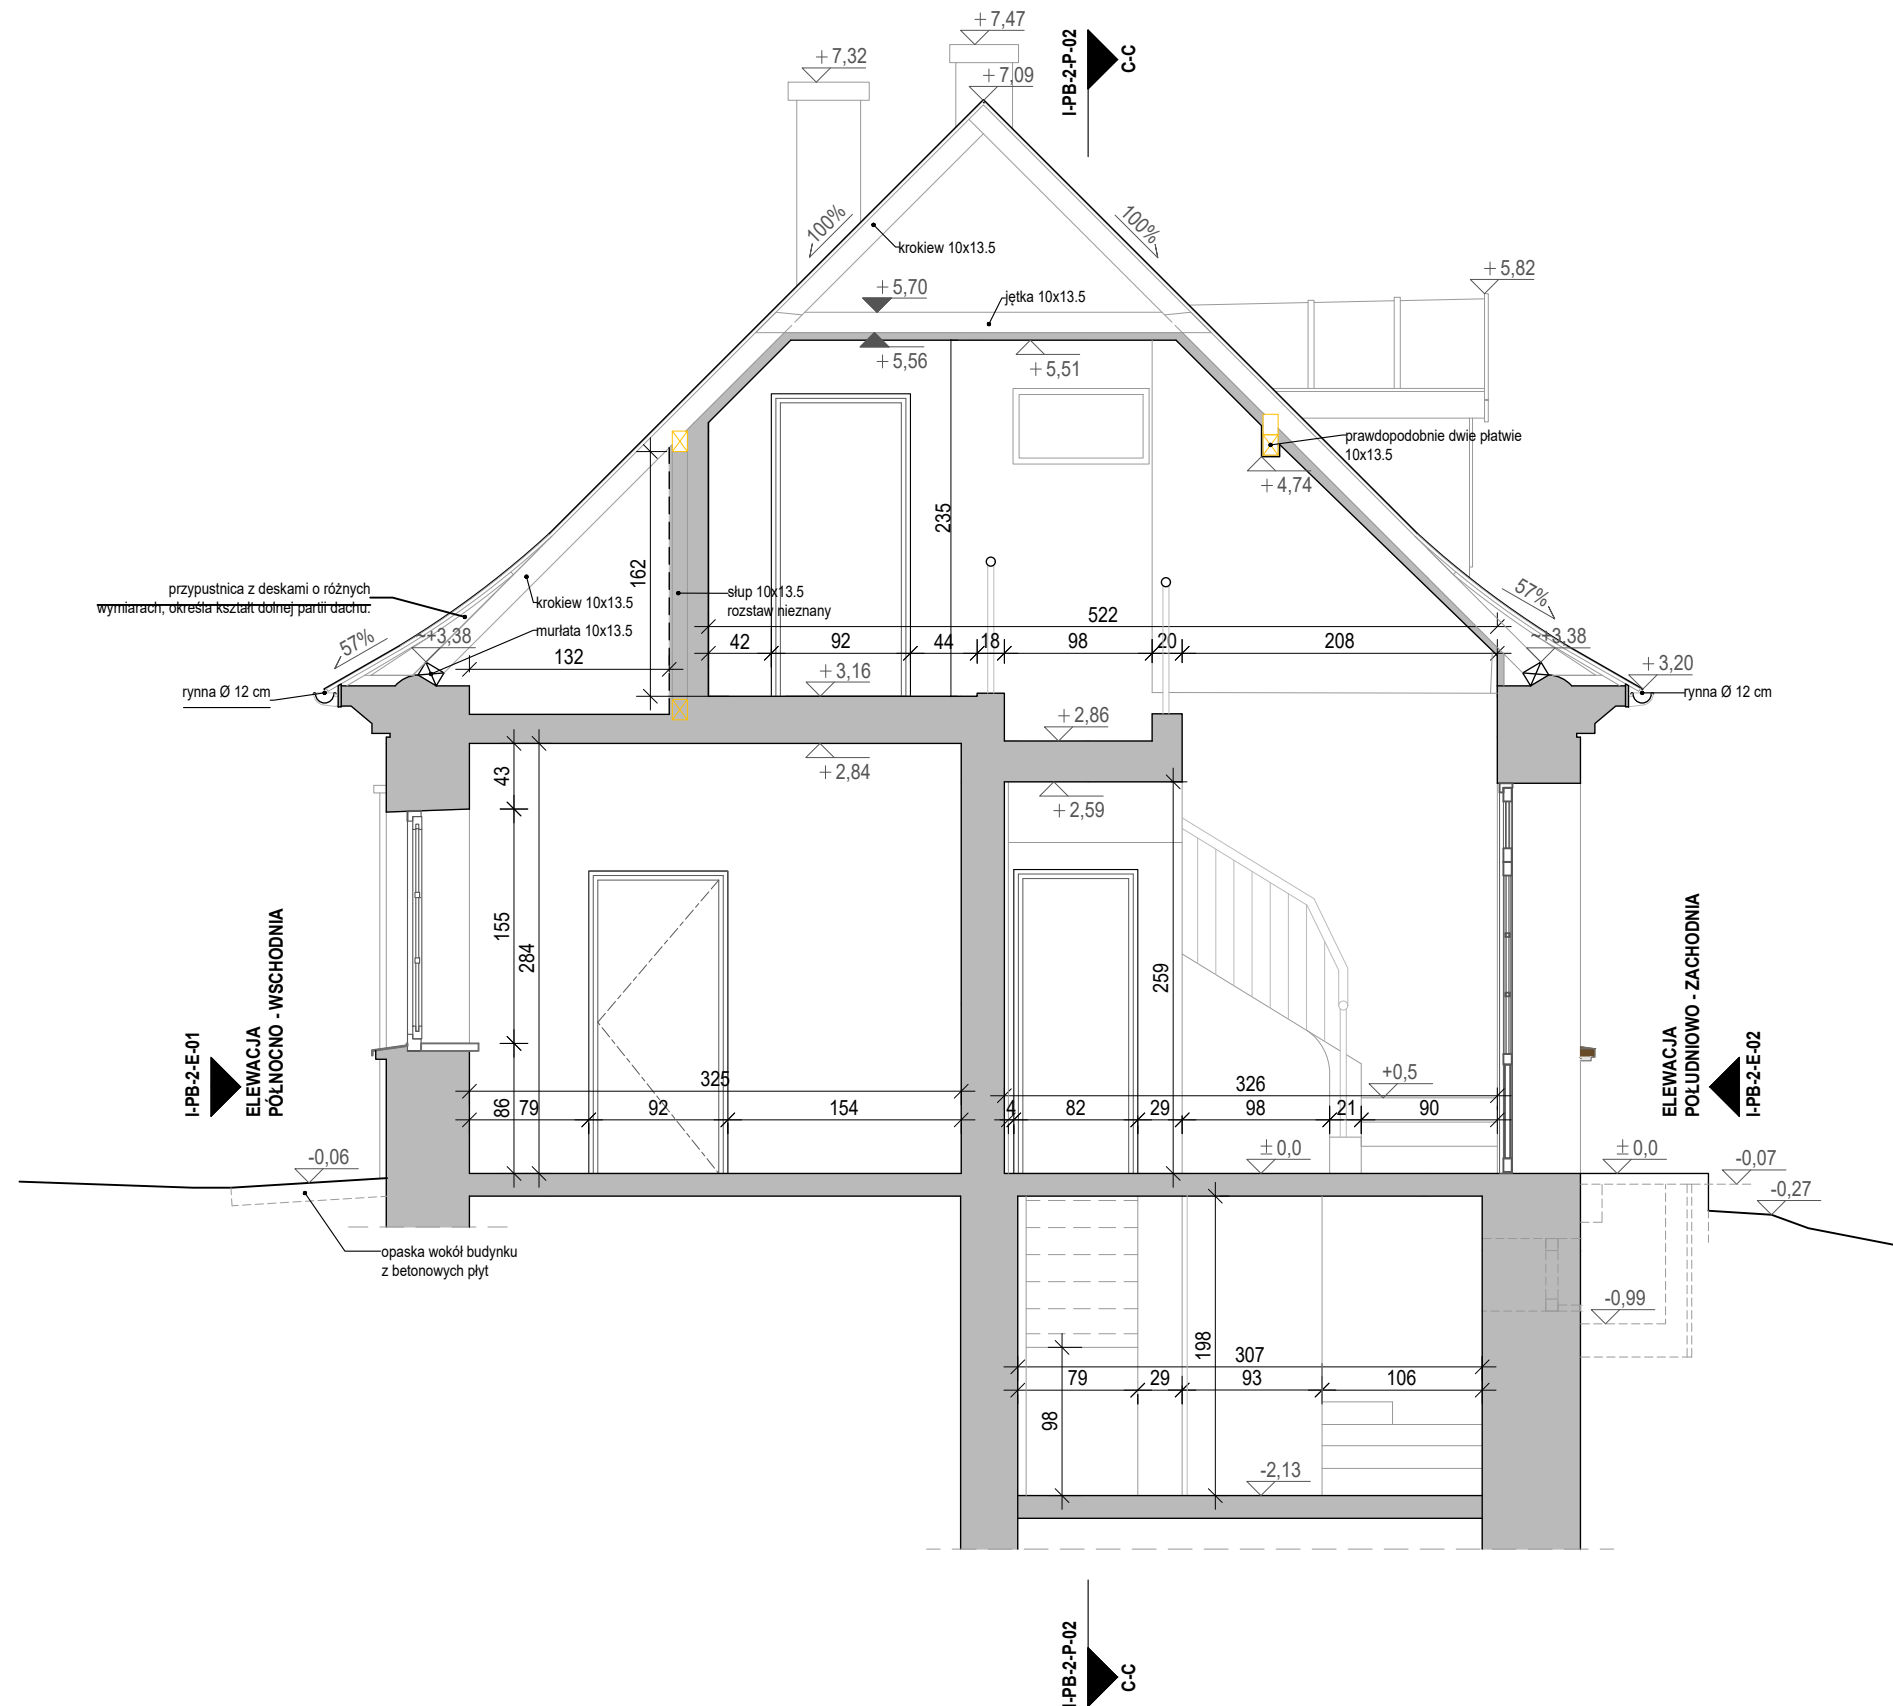 +7,47
+7,32
+7,09
I-PB-2-P-02
C-C
100%
100%
krokiew 10x13.5
+5,82
+5,70
jętka 10x13.5
+5,56
+5,51
prawdopodobnie dwie płatwie
10x13.5
+4,74
235
162
przypustnica z deskami o różnych
wymiarach, określa kształt dolnej partii dachu.
krokiew 10x13.5
słup 10x13.5
rozstaw nieznany
murłata 10x13.5
57%
57%
~+3,38
~+3,38
522
42
92
44
18
98
20
208
132
+3,16
+3,20
rynna Ø 12 cm
rynna Ø 12 cm
+2,86
+2,84
+2,59
43
155
284
86
259
I-PB-2-E-01
ELEWACJA
PÓŁNOCNO - WSCHODNIA
ELEWACJA
POŁUDNIOWO - ZACHODNIA
I-PB-2-E-02
325
79
92
154
326
4
82
29
98
21
90
+0,5
±0,0
±0,0
-0,06
-0,07
-0,27
opaska wokół budynku
z betonowych płyt
-0,99
198
307
79
29
93
106
98
-2,13
I-PB-2-P-02
C-C